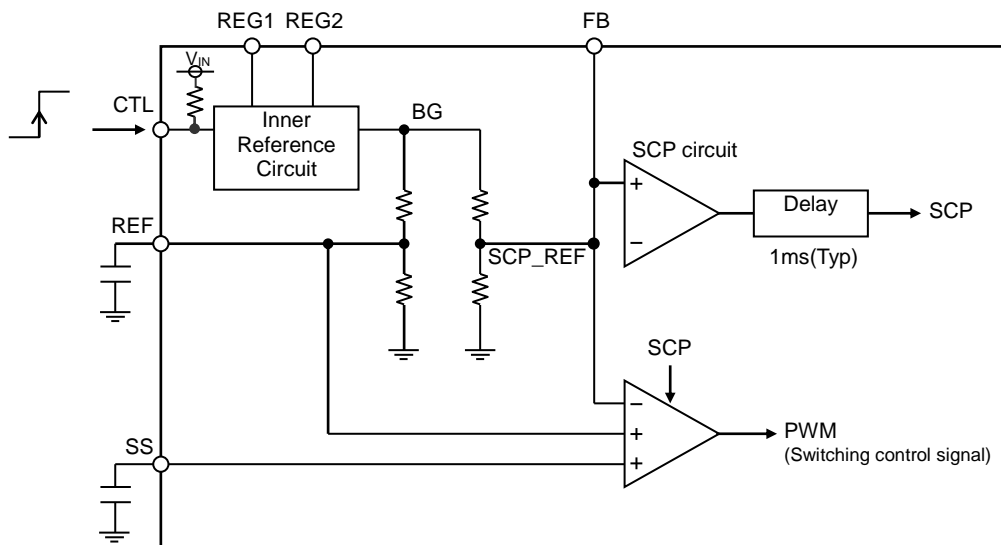 REG1 REG2 FB
VIN
CTL
Inner
Reference
Circuit
BG
SCP circuit
+
−
Delay
SCP
1ms(Typ)
REF
SCP_REF
SCP
−
+
+
PWM
(Switching control signal)
SS